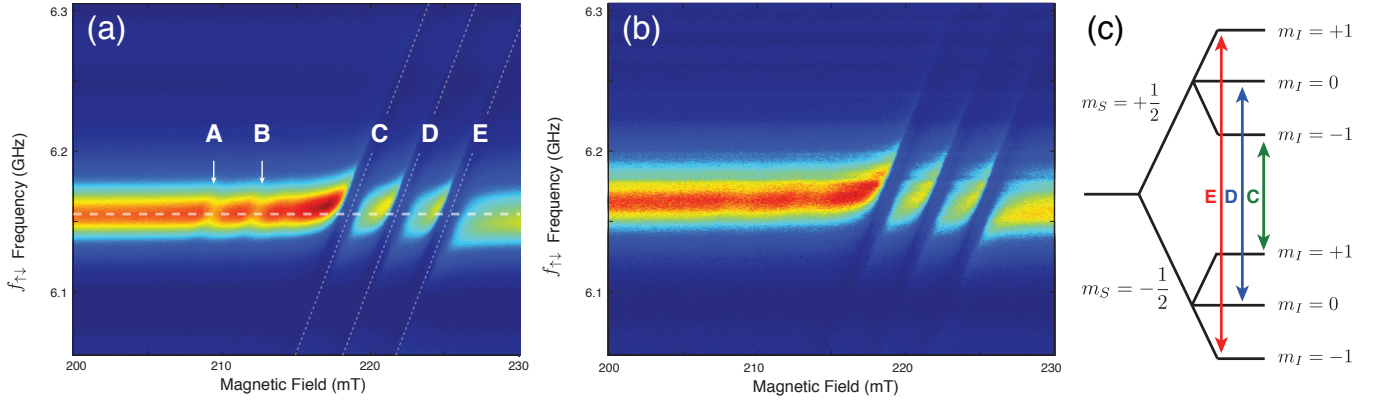 (a)
6.3
6.2
6.1
f↑↓ Frequency (GHz)
A
B
C
D
E
200
210
220
230
Magnetic Field (mT)
(b)
6.3
6.2
6.1
f↑↓ Frequency (GHz)
200
210
220
230
Magnetic Field (mT)
(c)
m_I = +1
m_I = 0
m_S = +1/2
m_I = −1
E D C
m_I = +1
m_S = −1/2
m_I = 0
m_I = −1